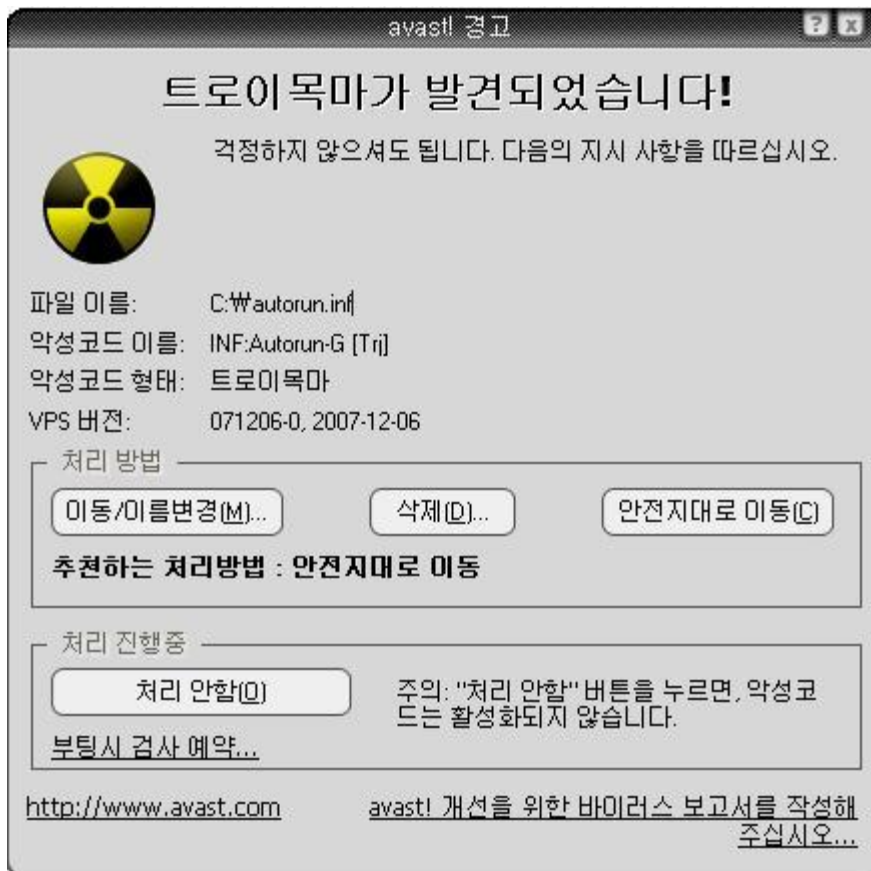 avast! 경고
트로이목마가 발견되었습니다!
걱정하지 않으셔도 됩니다. 다음의 지시 사항을 따르십시오.
파일 이름: C:₩autorun.inf
악성코드 이름: INF:Autorun-G [Trj]
악성코드 형태: 트로이목마
VPS 버전: 071206-0, 2007-12-06
처리 방법
이동/이름변경(M)... 삭제(D)... 안전지대로 이동(C)
추천하는 처리방법 : 안전지대로 이동
처리 진행중
처리 안함(O)
주의: "처리 안함" 버튼을 누르면, 악성코
드는 활성화되지 않습니다.
부팅시 검사 예약...
http://www.avast.com
avast! 개선을 위한 바이러스 보고서를 작성해
주십시오...